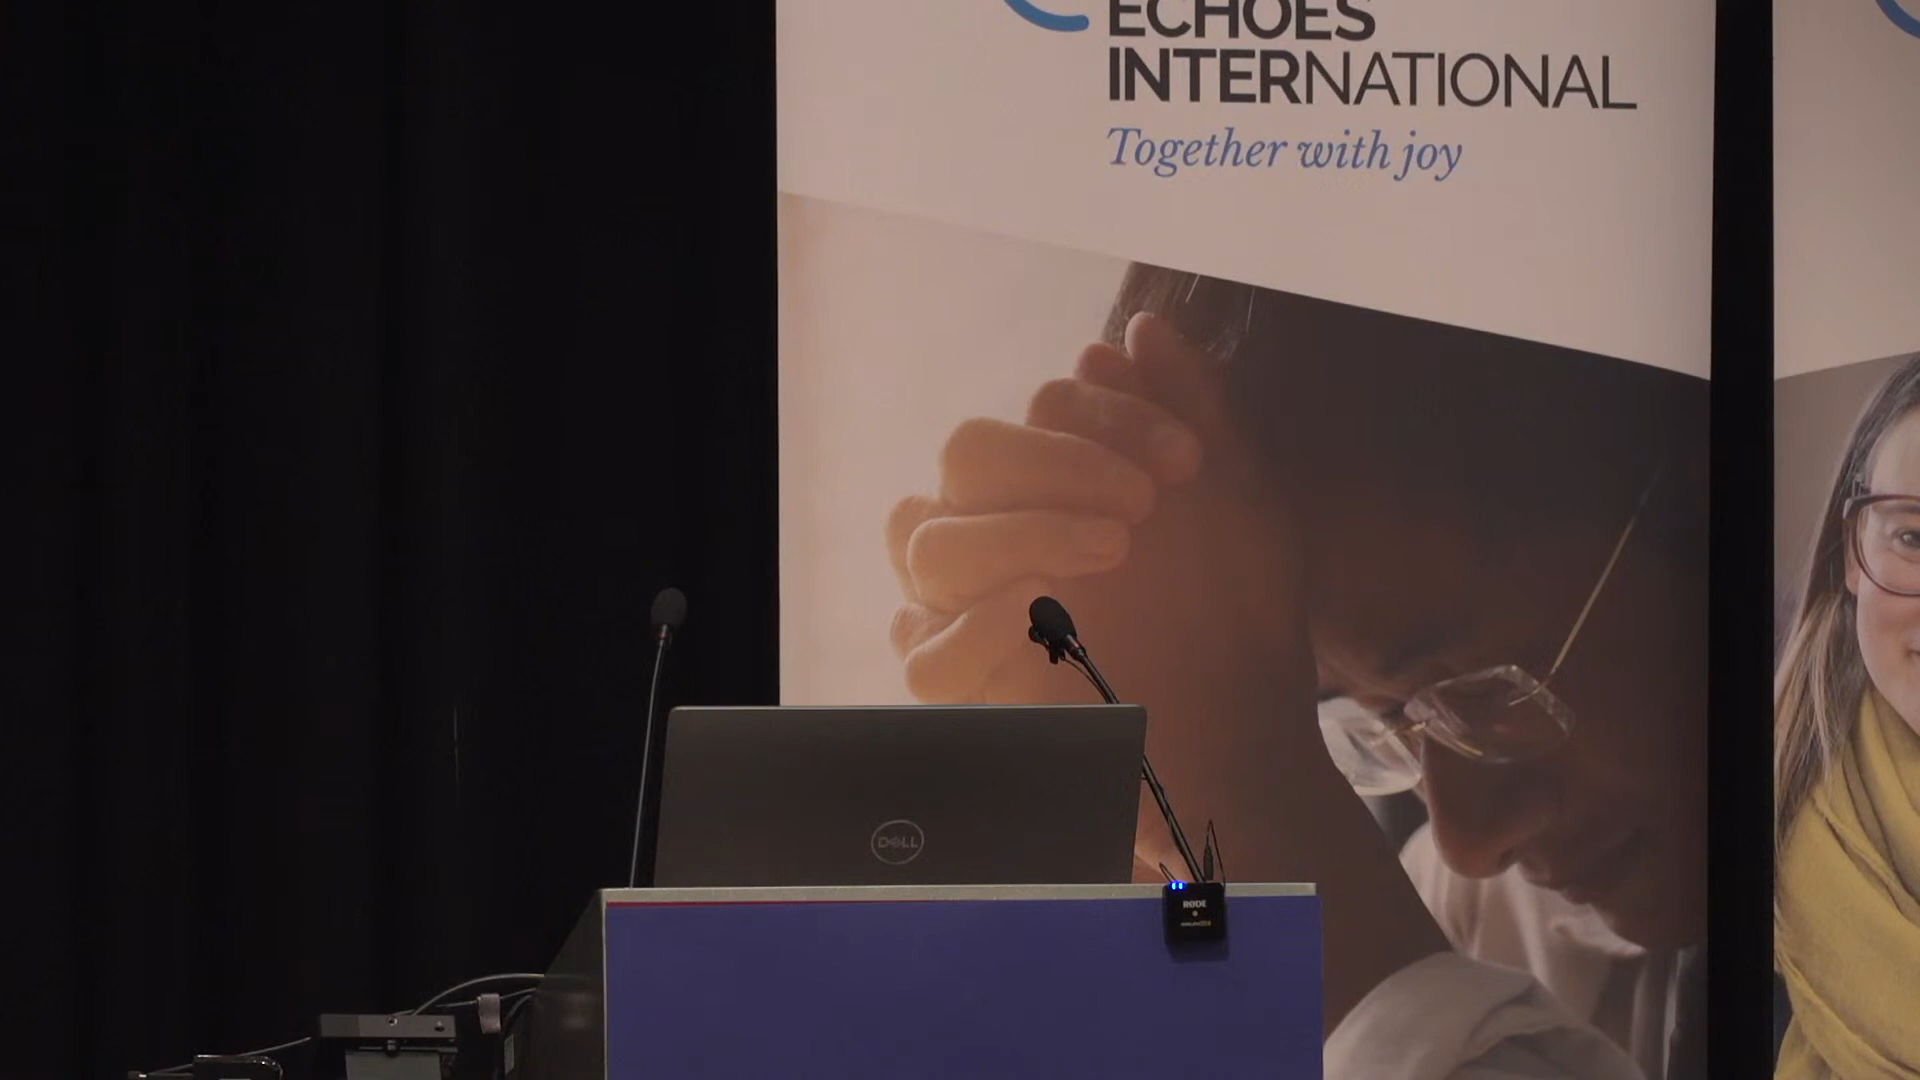 ECHOES
INTERNATIONAL
Together with joy
DELL
RØDE